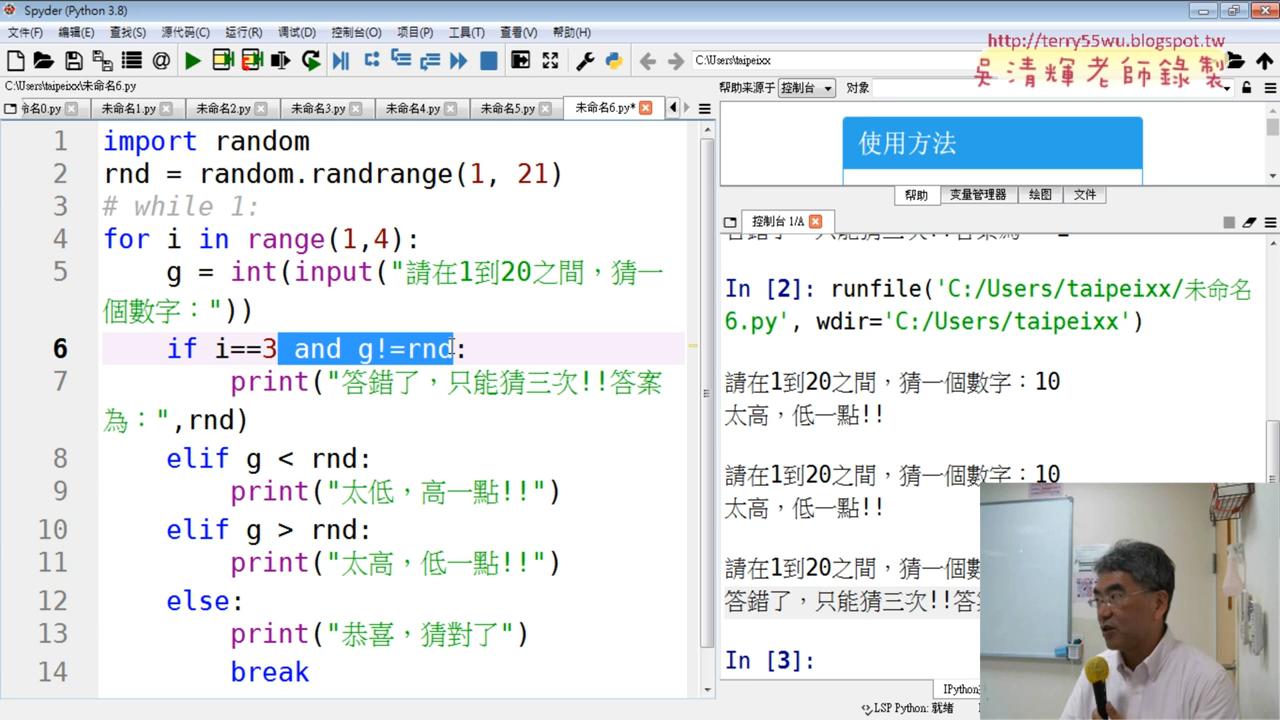 Spyder (Python 3.8)
文件(F) 编辑(E) 查找(S) 源代码(C) 运行(R) 调试(D) 控制台(O) 项目(P) 工具(T) 查看(V) 帮助(H)
http://terry55wu.blogspot.tw
吳清輝老師錄製
C:\Users\taipeixx
C:\Users\taipeixx\未命名6.py
名0.py 未命名1.py 未命名2.py 未命名3.py 未命名4.py 未命名5.py 未命名6.py*
1 import random
2 rnd = random.randrange(1, 21)
3 # while 1:
4 for i in range(1,4):
5 g = int(input("請在1到20之間，猜一
個數字："))
6 if i==3 and g!=rnd:
7 print("答錯了，只能猜三次!!答案
為：",rnd)
8 elif g < rnd:
9 print("太低，高一點!!")
10 elif g > rnd:
11 print("太高，低一點!!")
12 else:
13 print("恭喜，猜對了")
14 break
帮助来源于 控制台 对象
使用方法
帮助 变量管理器 绘图 文件
控制台 1/A
In [2]: runfile('C:/Users/taipeixx/未命名
6.py', wdir='C:/Users/taipeixx')
請在1到20之間，猜一個數字：10
太高，低一點!!
請在1到20之間，猜一個數字：10
太高，低一點!!
請在1到20之間，猜一個數
答錯了，只能猜三次!!答
In [3]:
IPython
LSP Python: 就绪